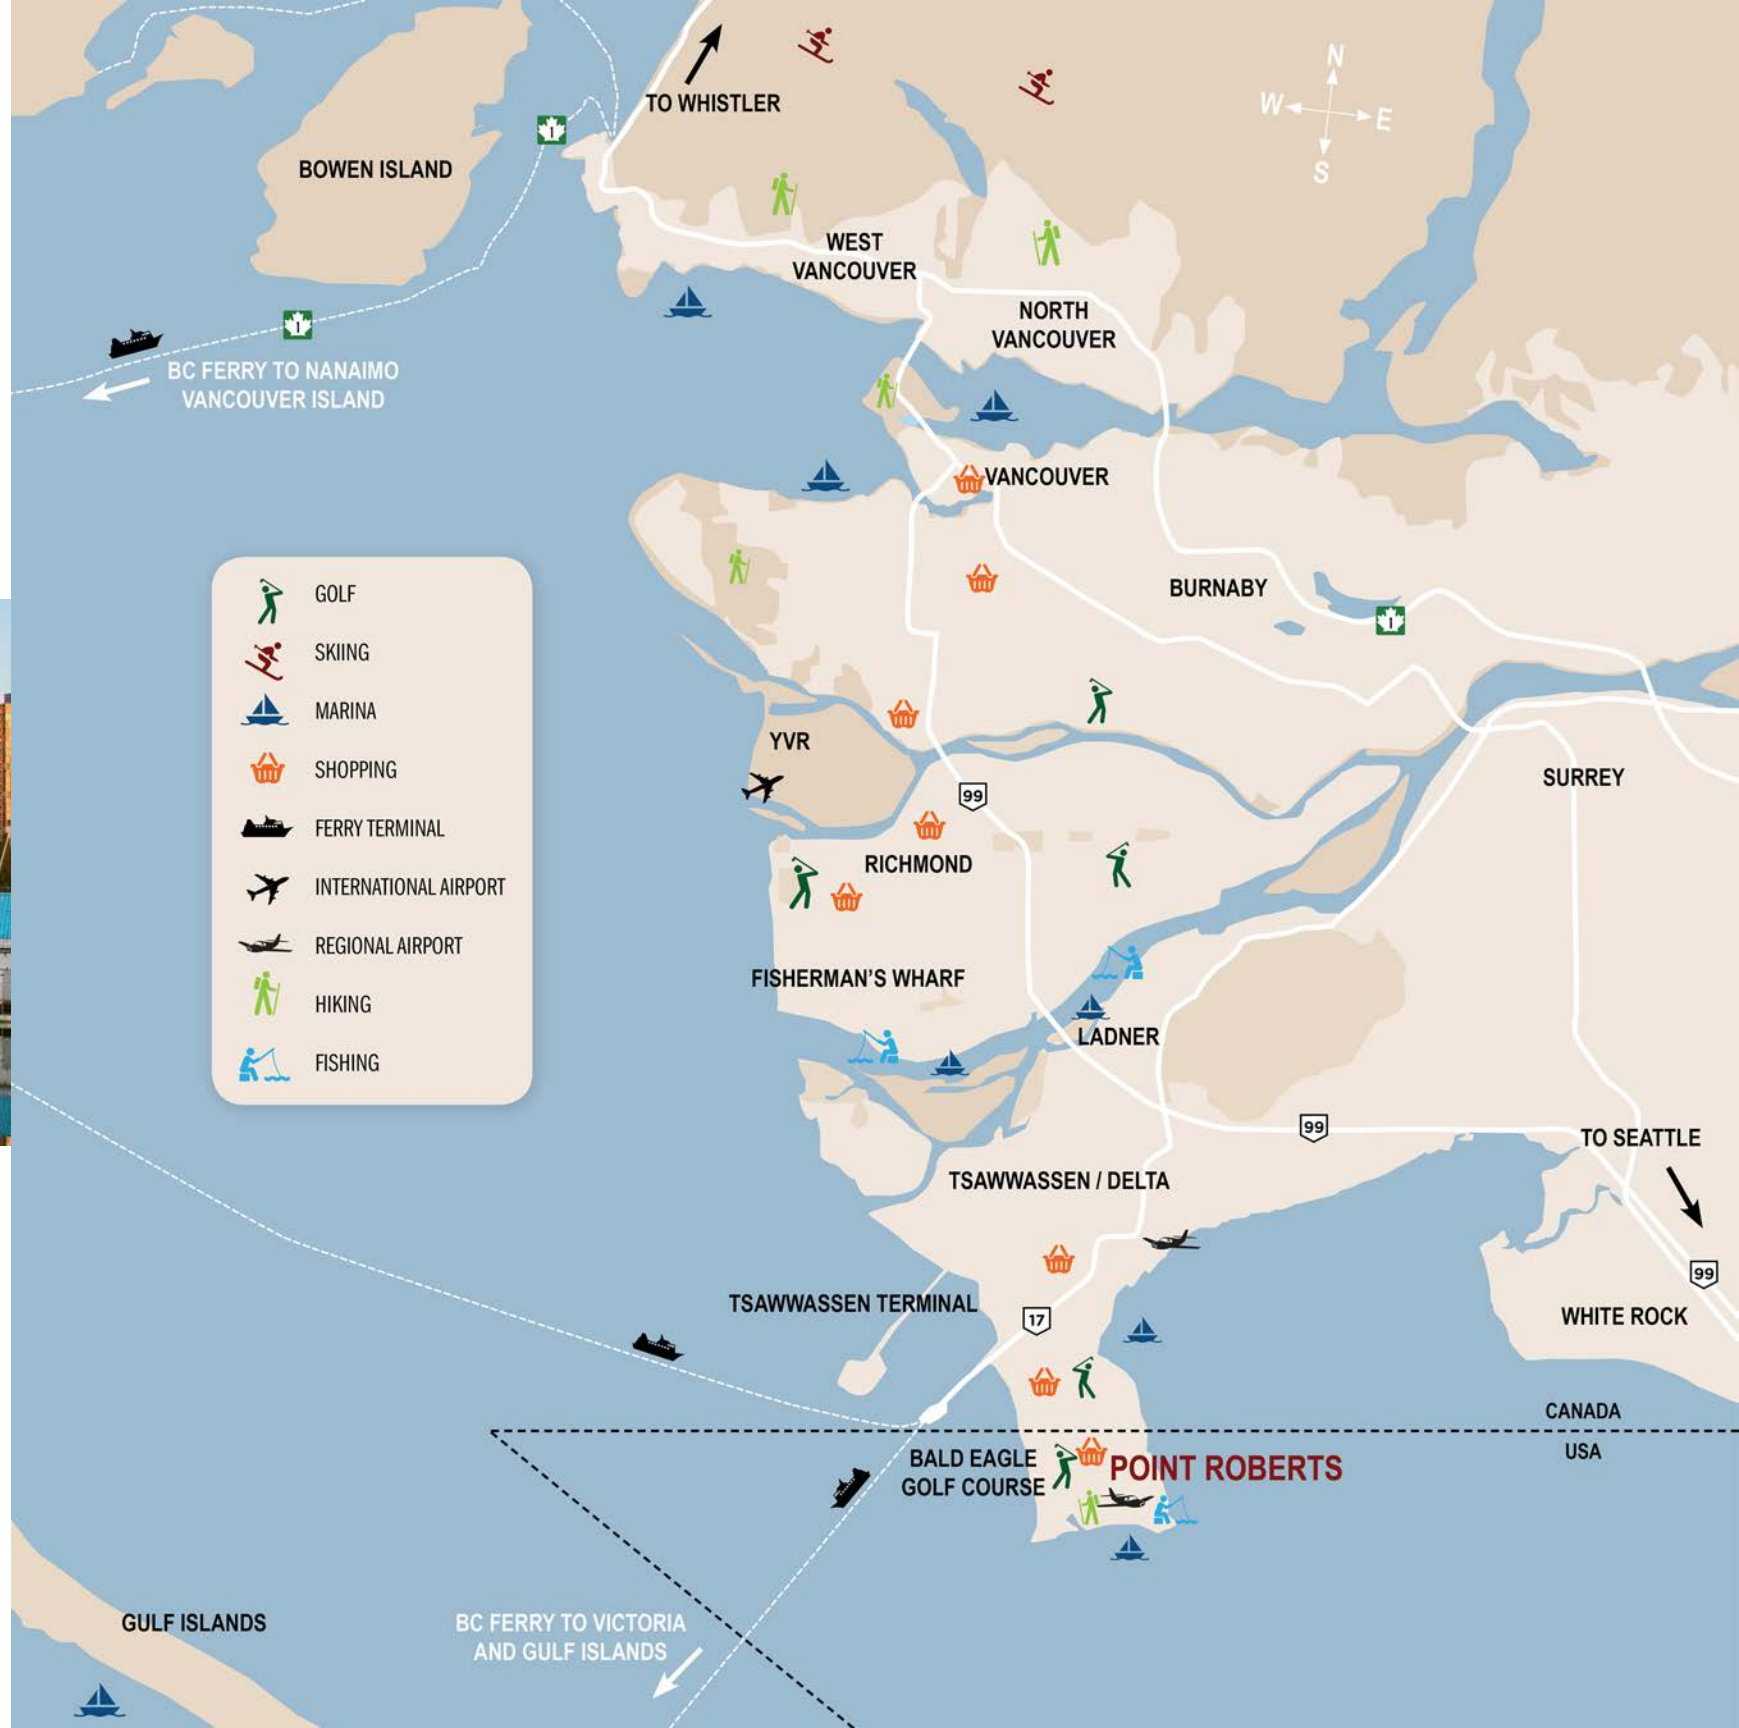 TO WHISTLER
N
W
E
S
BOWEN ISLAND
1
WEST
VANCOUVER
NORTH
VANCOUVER
1
BC FERRY TO NANAIMO
VANCOUVER ISLAND
VANCOUVER
BURNABY
1
GOLF
SKIING
MARINA
SHOPPING
FERRY TERMINAL
INTERNATIONAL AIRPORT
REGIONAL AIRPORT
HIKING
FISHING
YVR
99
SURREY
RICHMOND
FISHERMAN'S WHARF
LADNER
99
TO SEATTLE
TSAWWASSEN / DELTA
99
TSAWWASSEN TERMINAL
17
WHITE ROCK
CANADA
USA
BALD EAGLE
GOLF COURSE
POINT ROBERTS
GULF ISLANDS
BC FERRY TO VICTORIA
AND GULF ISLANDS